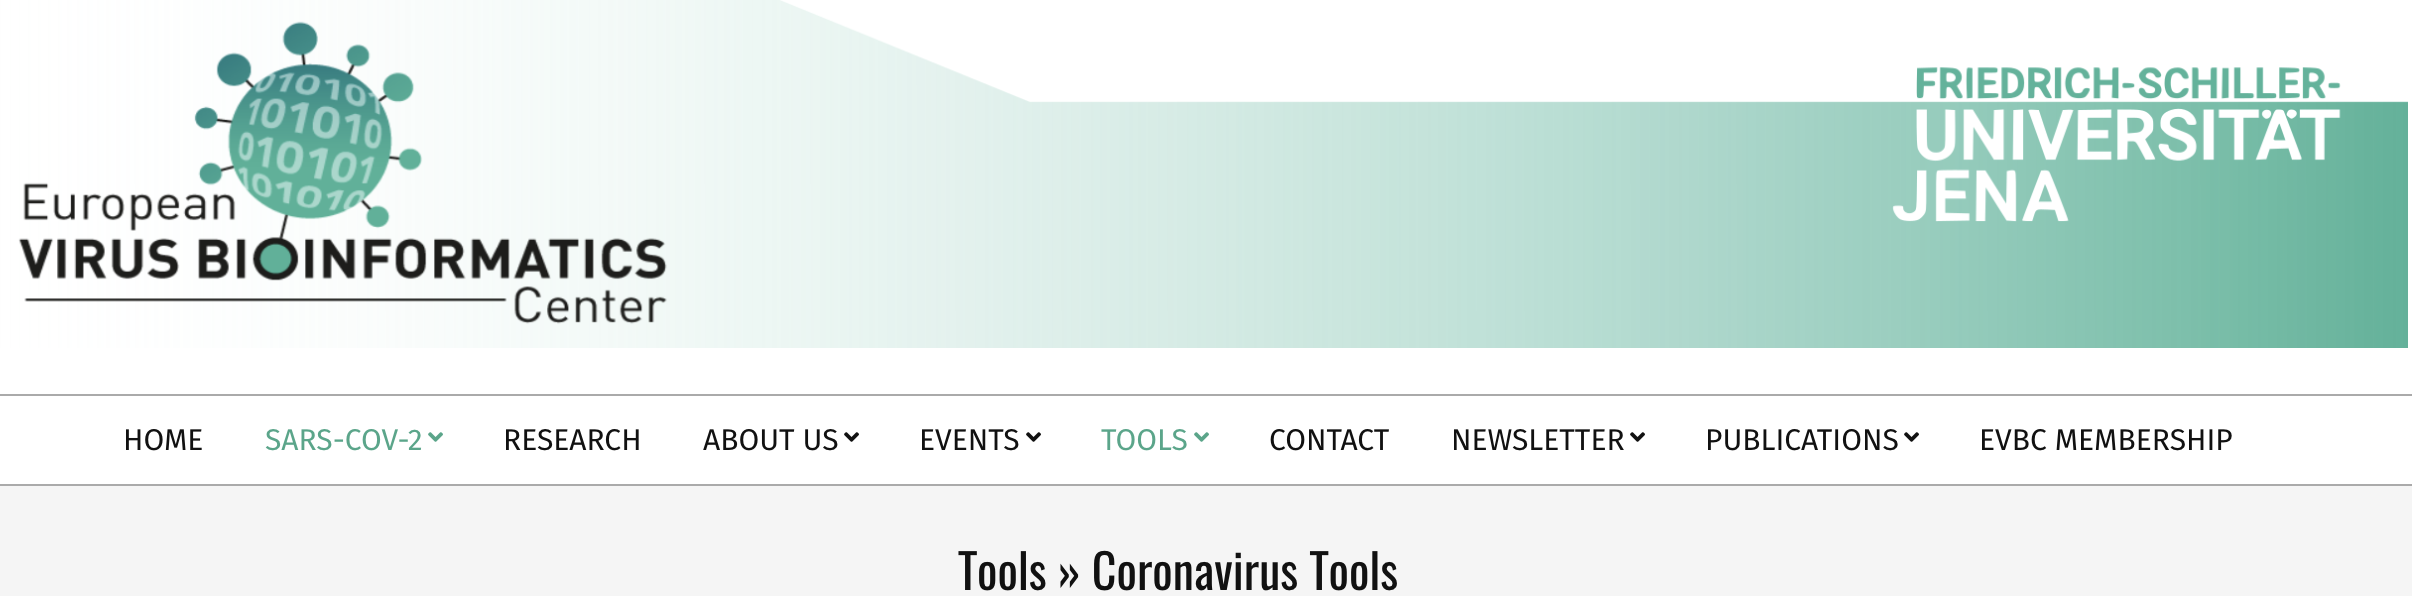 010101
101010
010101
101010
European
VIRUS BIOINFORMATICS
Center
FRIEDRICH-SCHILLER-
UNIVERSITÄT
JENA
HOME SARS-COV-2 RESEARCH ABOUT US EVENTS TOOLS CONTACT NEWSLETTER PUBLICATIONS EVBC MEMBERSHIP
Tools » Coronavirus Tools